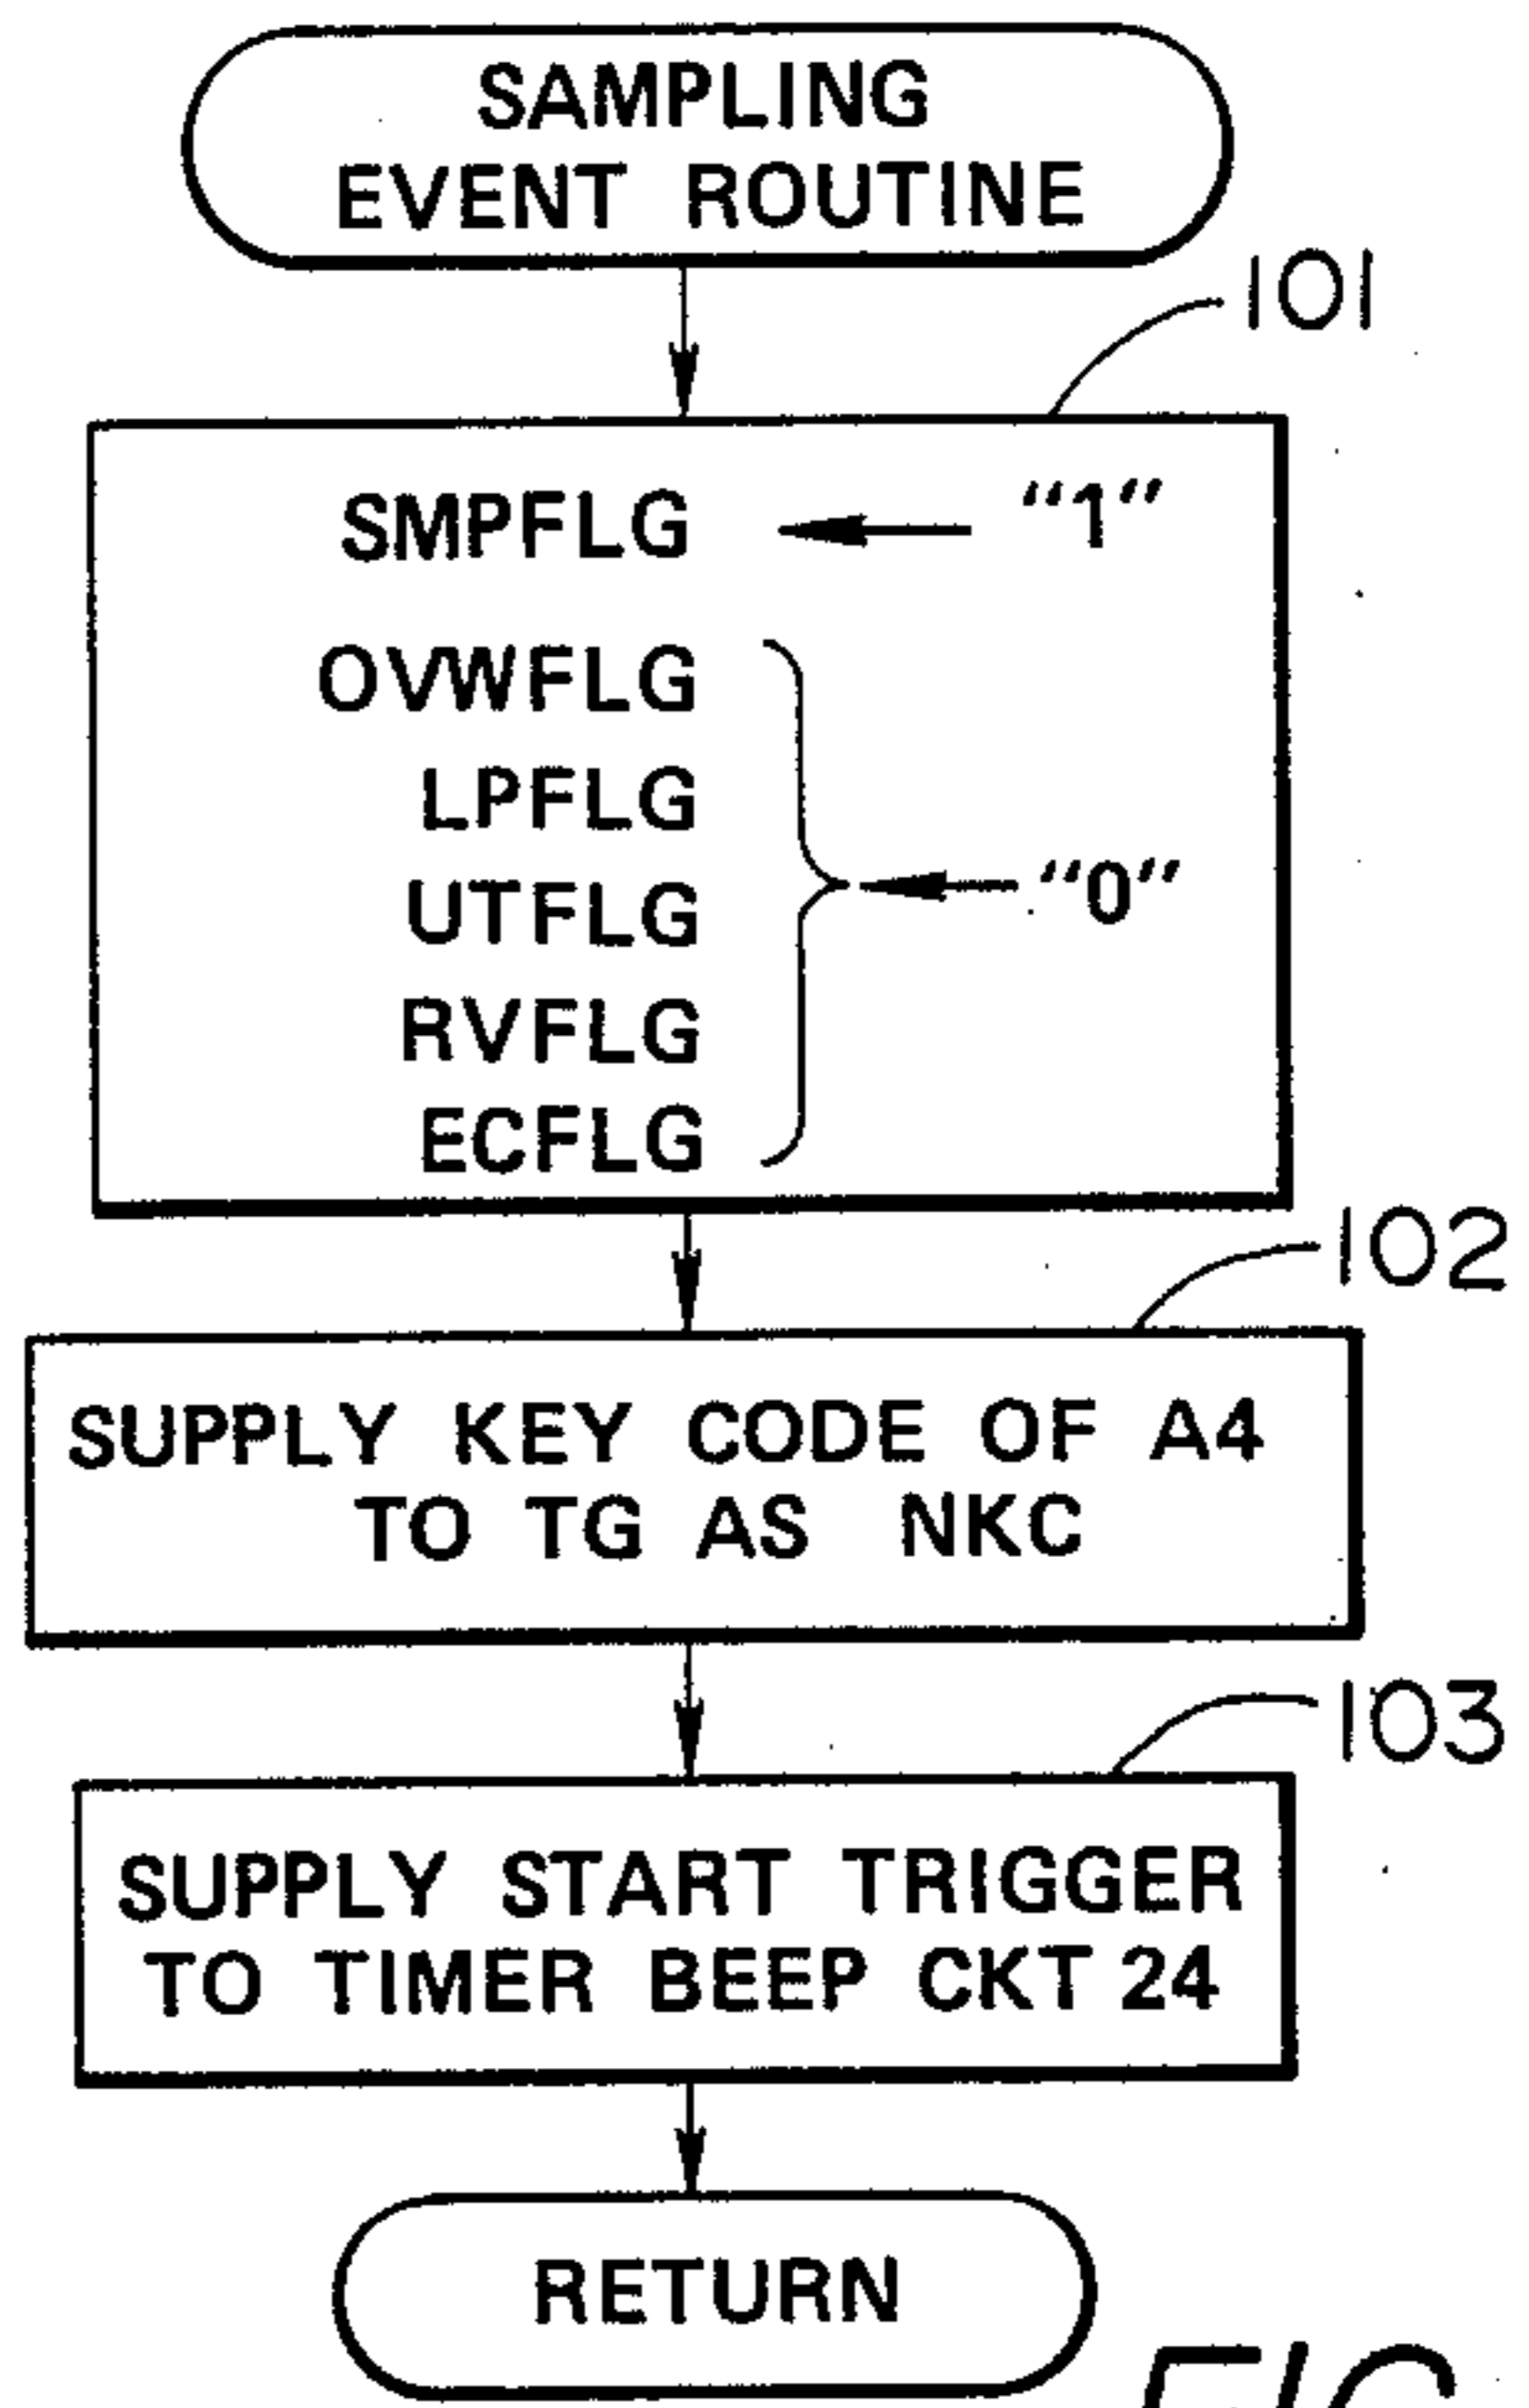 SAMPLING
EVENT ROUTINE
101
SMPFLG ← "1"
OVWFLG
LPFLG
UTFLG
← "0"
RVFLG
ECFLG
102
SUPPLY KEY CODE OF A4
TO TG AS NKC
103
SUPPLY START TRIGGER
TO TIMER BEEP CKT 24
RETURN